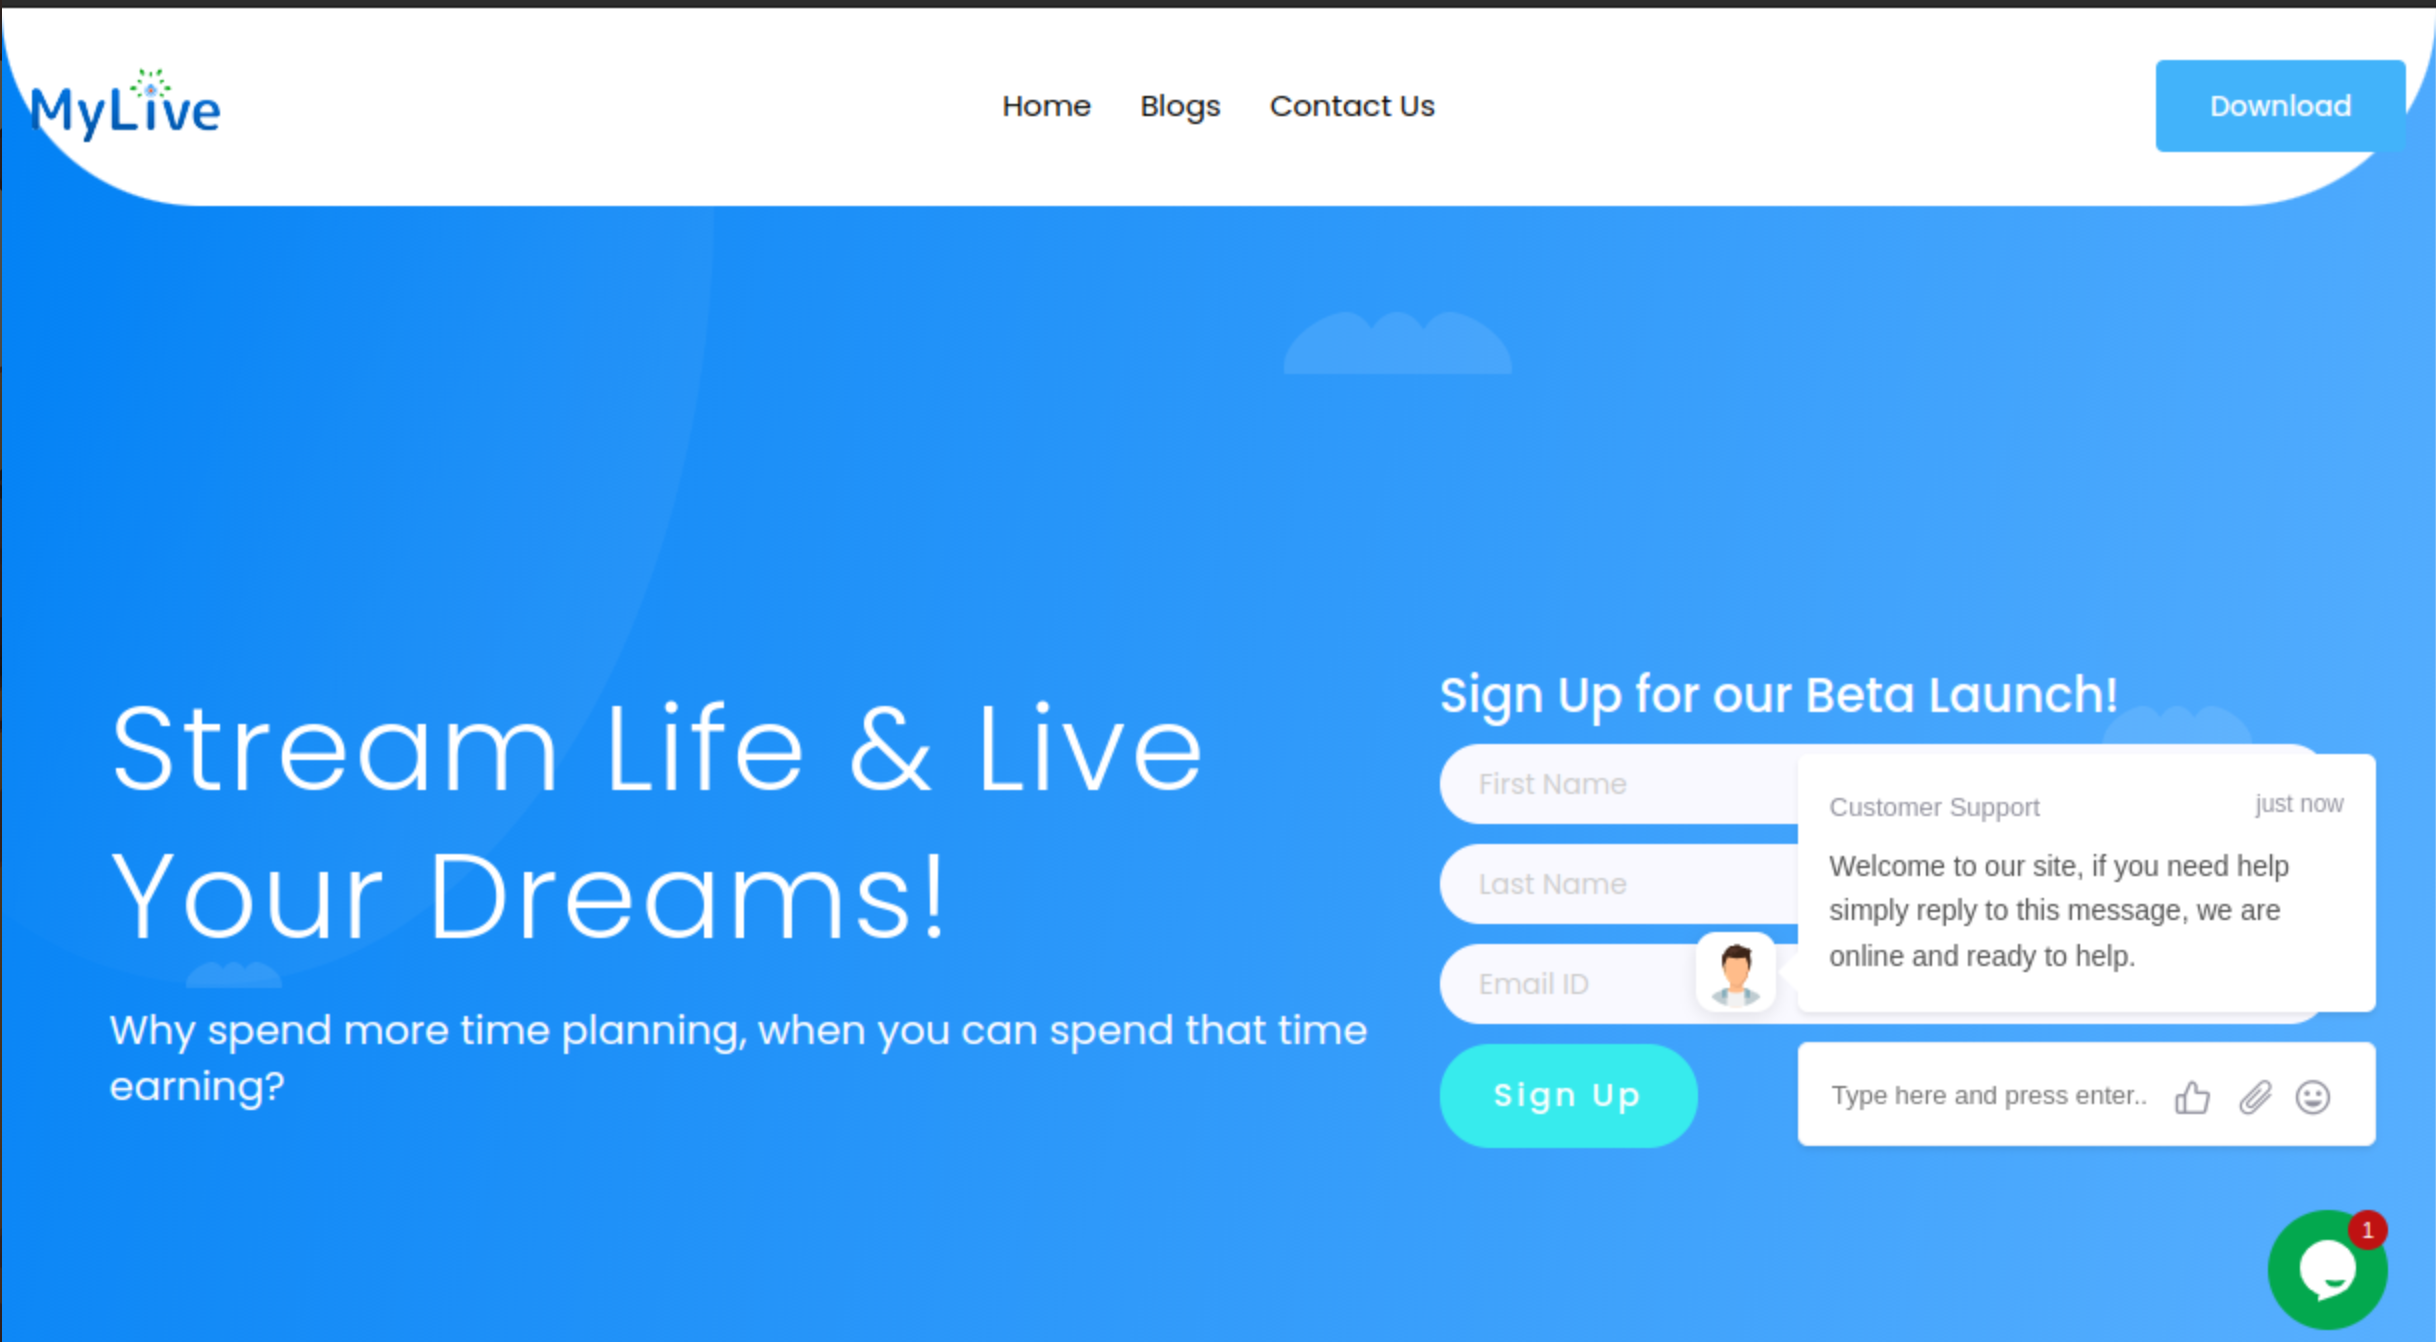 MyLive
Home Blogs Contact Us
Download
Stream Life & Live
Your Dreams!
Why spend more time planning, when you can spend that time
earning?
Sign Up for our Beta Launch!
First Name
Last Name
Email ID
Sign Up
Customer Support just now
Welcome to our site, if you need help
simply reply to this message, we are
online and ready to help.
Type here and press enter..
1